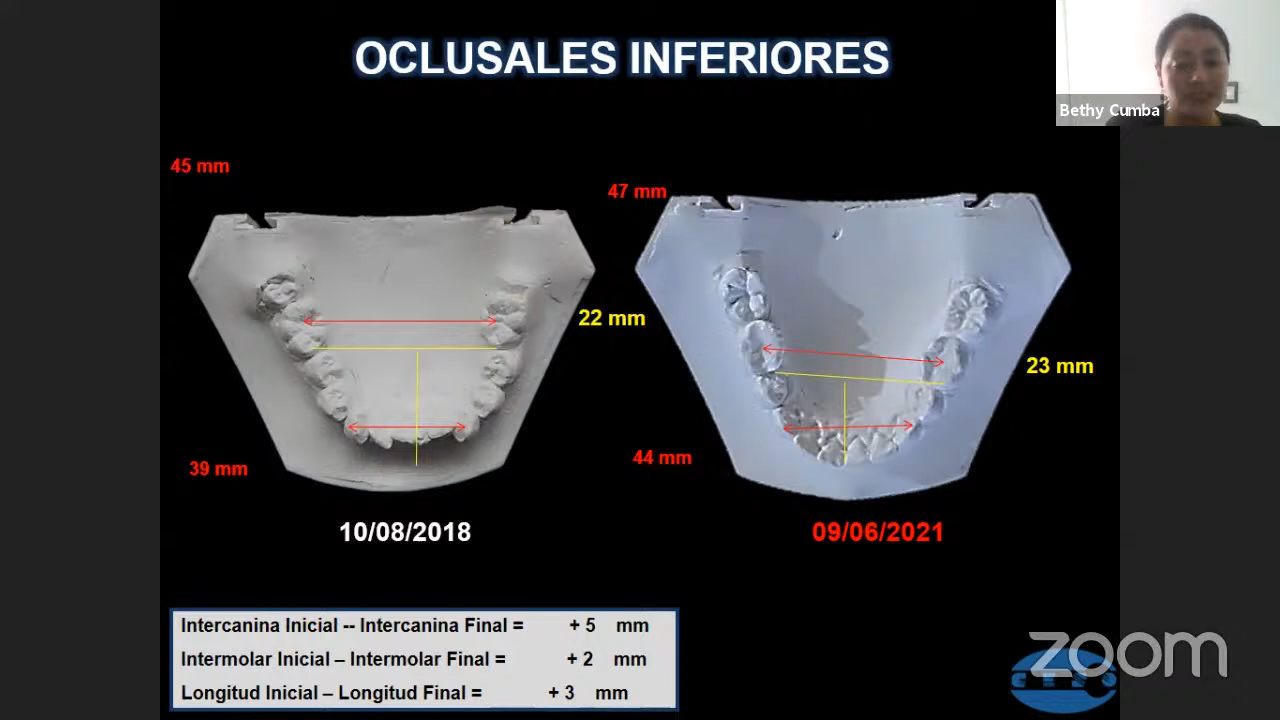 OCLUSALES INFERIORES
Bethy Cumba
45 mm
47 mm
22 mm
23 mm
39 mm
44 mm
10/08/2018
09/06/2021
Intercanina Inicial -- Intercanina Final = + 5 mm
Intermolar Inicial – Intermolar Final = + 2 mm
Longitud Inicial – Longitud Final = + 3 mm
zoom